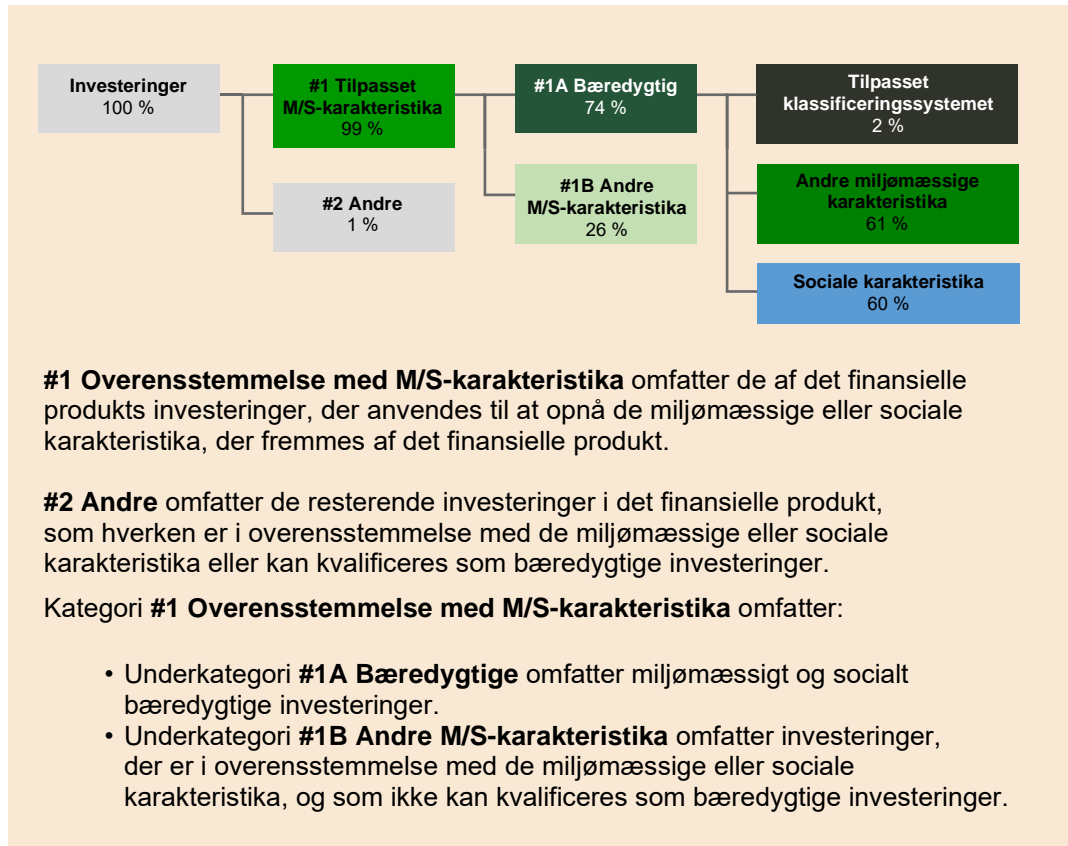 Investeringer
100 %
#1 Tilpasset
M/S-karakteristika
99 %
#2 Andre
1 %
#1A Bæredygtig
74 %
#1B Andre
M/S-karakteristika
26 %
Tilpasset
klassificeringssystemet
2 %
Andre miljømæssige
karakteristika
61 %
Sociale karakteristika
60 %
#1 Overensstemmelse med M/S-karakteristika omfatter de af det finansielle
produkts investeringer, der anvendes til at opnå de miljømæssige eller sociale
karakteristika, der fremmes af det finansielle produkt.
#2 Andre omfatter de resterende investeringer i det finansielle produkt,
som hverken er i overensstemmelse med de miljømæssige eller sociale
karakteristika eller kan kvalificeres som bæredygtige investeringer.
Kategori #1 Overensstemmelse med M/S-karakteristika omfatter:
• Underkategori #1A Bæredygtige omfatter miljømæssigt og socialt
bæredygtige investeringer.
• Underkategori #1B Andre M/S-karakteristika omfatter investeringer,
der er i overensstemmelse med de miljømæssige eller sociale
karakteristika, og som ikke kan kvalificeres som bæredygtige investeringer.